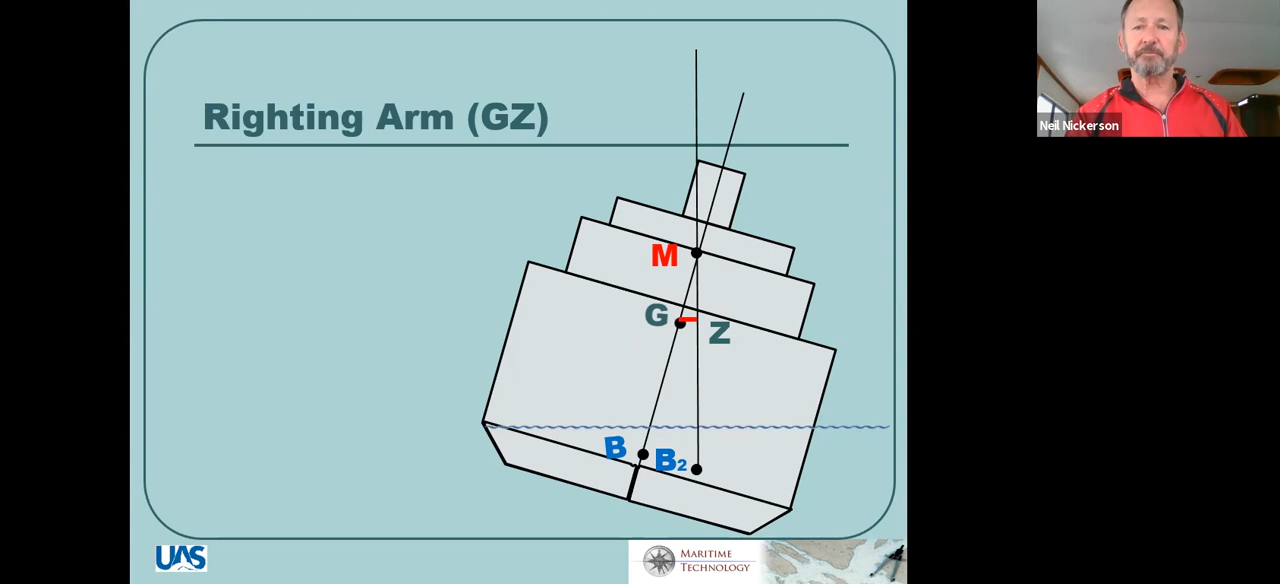 Righting Arm (GZ)
Neil Nickerson
M
G
Z
B
B2
UAS
MARITIME
TECHNOLOGY